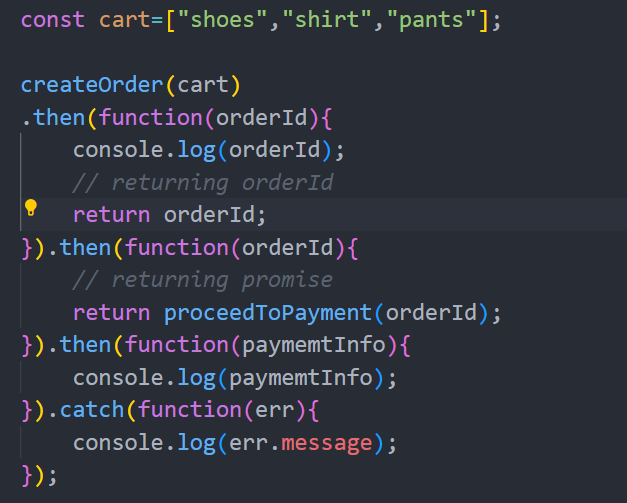 const cart=["shoes","shirt","pants"];
createOrder(cart)
.then(function(orderId){
    console.log(orderId);
    // returning orderId
    return orderId;
}).then(function(orderId){
    // returning promise
    return proceedToPayment(orderId);
}).then(function(paymemtInfo){
    console.log(paymemtInfo);
}).catch(function(err){
    console.log(err.message);
});